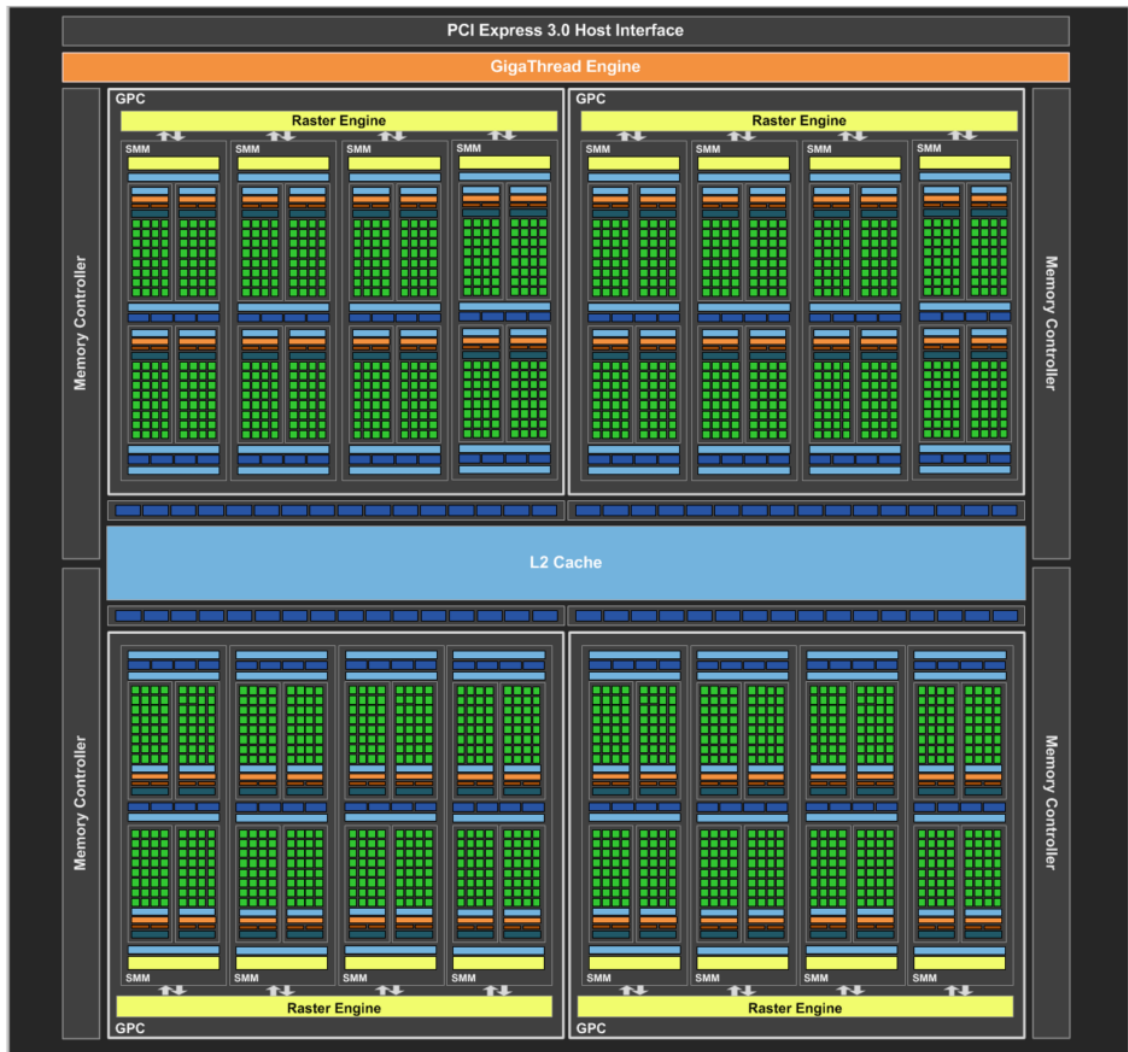 PCI Express 3.0 Host Interface
GigaThread Engine
Memory Controller
Memory Controller
GPC
Raster Engine
SMM
SMM
SMM
SMM
GPC
Raster Engine
SMM
SMM
SMM
SMM
L2 Cache
Memory Controller
Memory Controller
SMM
SMM
SMM
SMM
Raster Engine
GPC
SMM
SMM
SMM
SMM
Raster Engine
GPC